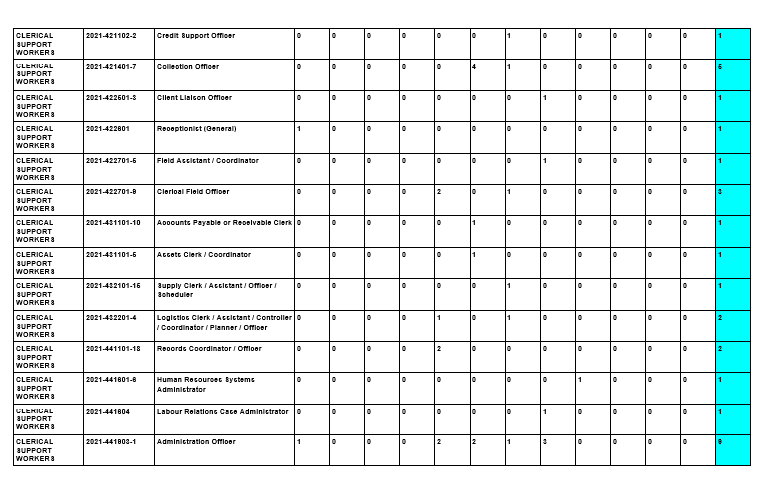 CLERICAL SUPPORT WORKERS 2021-421102-2 Credit Support Officer 0 0 0 0 0 0 1 0 0 0 0 0 1
CLERICAL SUPPORT WORKERS 2021-421401-7 Collection Officer 0 0 0 0 0 4 1 0 0 0 0 0 5
CLERICAL SUPPORT WORKERS 2021-422501-3 Client Liaison Officer 0 0 0 0 0 0 0 1 0 0 0 0 1
CLERICAL SUPPORT WORKERS 2021-422601 Receptionist (General) 1 0 0 0 0 0 0 0 0 0 0 0 1
CLERICAL SUPPORT WORKERS 2021-422701-5 Field Assistant / Coordinator 0 0 0 0 0 0 0 1 0 0 0 0 1
CLERICAL SUPPORT WORKERS 2021-422701-9 Clerical Field Officer 0 0 0 0 2 0 1 0 0 0 0 0 3
CLERICAL SUPPORT WORKERS 2021-431101-10 Accounts Payable or Receivable Clerk 0 0 0 0 0 1 0 0 0 0 0 0 1
CLERICAL SUPPORT WORKERS 2021-431101-5 Assets Clerk / Coordinator 0 0 0 0 0 1 0 0 0 0 0 0 1
CLERICAL SUPPORT WORKERS 2021-432101-15 Supply Clerk / Assistant / Officer / Scheduler 0 0 0 0 0 0 1 0 0 0 0 0 1
CLERICAL SUPPORT WORKERS 2021-432201-4 Logistics Clerk / Assistant / Controller / Coordinator / Planner / Officer 0 0 0 0 1 0 1 0 0 0 0 0 2
CLERICAL SUPPORT WORKERS 2021-441101-18 Records Coordinator / Officer 0 0 0 0 2 0 0 0 0 0 0 0 2
CLERICAL SUPPORT WORKERS 2021-441601-6 Human Resources Systems Administrator 0 0 0 0 0 0 0 0 1 0 0 0 1
CLERICAL SUPPORT WORKERS 2021-441604 Labour Relations Case Administrator 0 0 0 0 0 0 0 1 0 0 0 0 1
CLERICAL SUPPORT WORKERS 2021-441903-1 Administration Officer 1 0 0 0 2 2 1 3 0 0 0 0 9